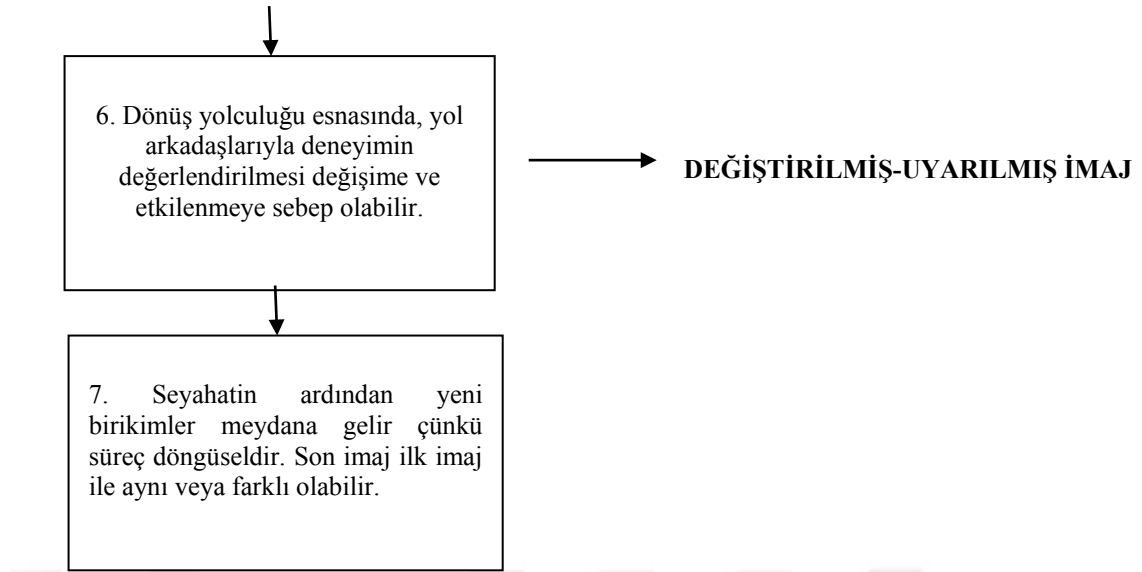 6. Dönüş yolculuğu esnasında, yol
arkadaşlarıyla deneyimin
değerlendirilmesi değişime ve
etkilenmeye sebep olabilir.
DEĞİŞTİRİLMİŞ-UYARILMIŞ İMAJ
7. Seyahatin ardından yeni
birikimler meydana gelir çünkü
süreç döngüseldir. Son imaj ilk imaj
ile aynı veya farklı olabilir.